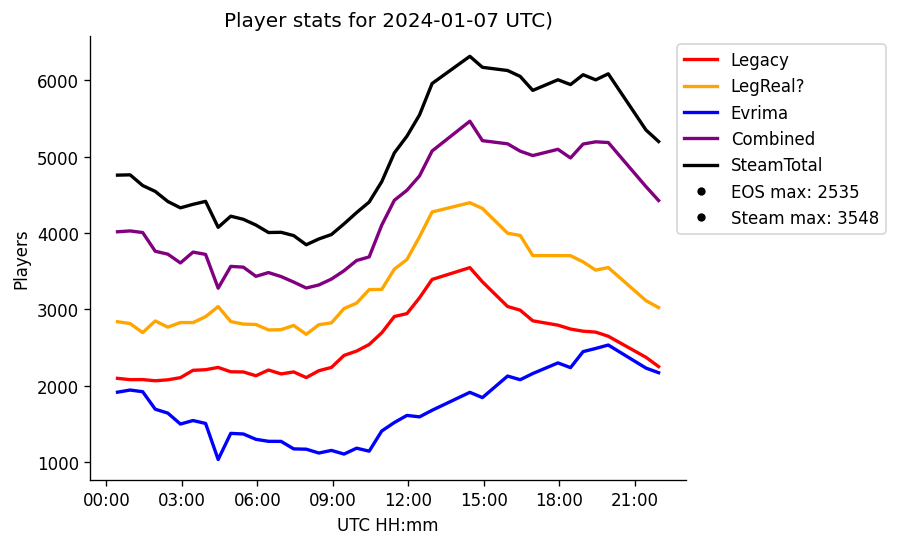 Player stats for 2024-01-07 UTC)
Legacy
LegReal?
Evrima
Combined
SteamTotal
EOS max: 2535
Steam max: 3548
Players
6000
5000
4000
3000
2000
1000
00:00 03:00 06:00 09:00 12:00 15:00 18:00 21:00
UTC HH:mm